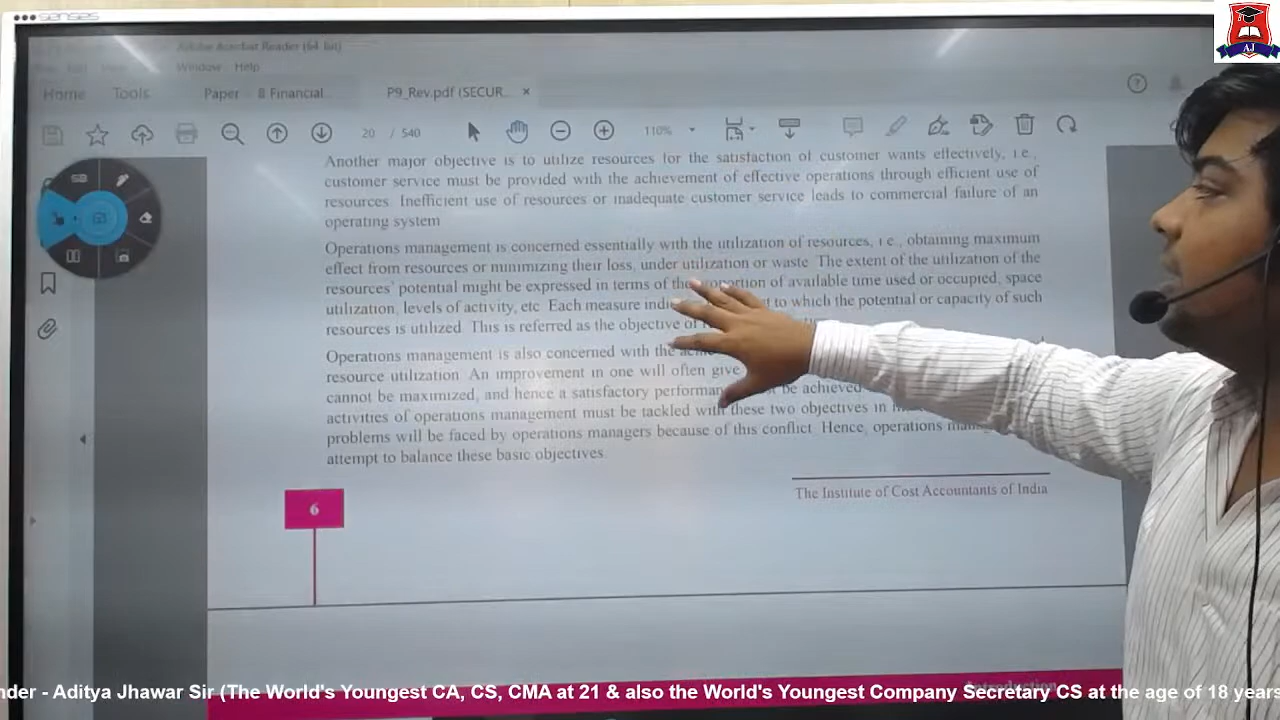 senses
Adobe Acrobat Reader (64-bit)
Window Help
Home Tools Paper 8 Financial... P9_Rev.pdf (SECUR... ×
20 / 540 110%
Another major objective is to utilize resources for the satisfaction of customer wants effectively, i.e.,
customer service must be provided with the achievement of effective operations through efficient use of
resources. Inefficient use of resources or inadequate customer service leads to commercial failure of an
operating system
Operations management is concerned essentially with the utilization of resources, i.e., obtaining maximum
effect from resources or minimizing their loss, under utilization or waste. The extent of the utilization of the
resources' potential might be expressed in terms of the proportion of available time used or occupied, space
utilization, levels of activity, etc. Each measure indi to which the potential or capacity of such
resources is utilized. This is referred as the objective of
Operations management is also concerned with the
resource utilization. An improvement in one will often give
cannot be maximized, and hence a satisfactory performan be achieved
activities of operations management must be tackled with these two objectives in
problems will be faced by operations managers because of this conflict. Hence, operations
attempt to balance these basic objectives.
The Institute of Cost Accountants of India
6
Introduction
AJ
nder - Aditya Jhawar Sir (The World's Youngest CA, CS, CMA at 21 & also the World's Youngest Company Secretary CS at the age of 18 years